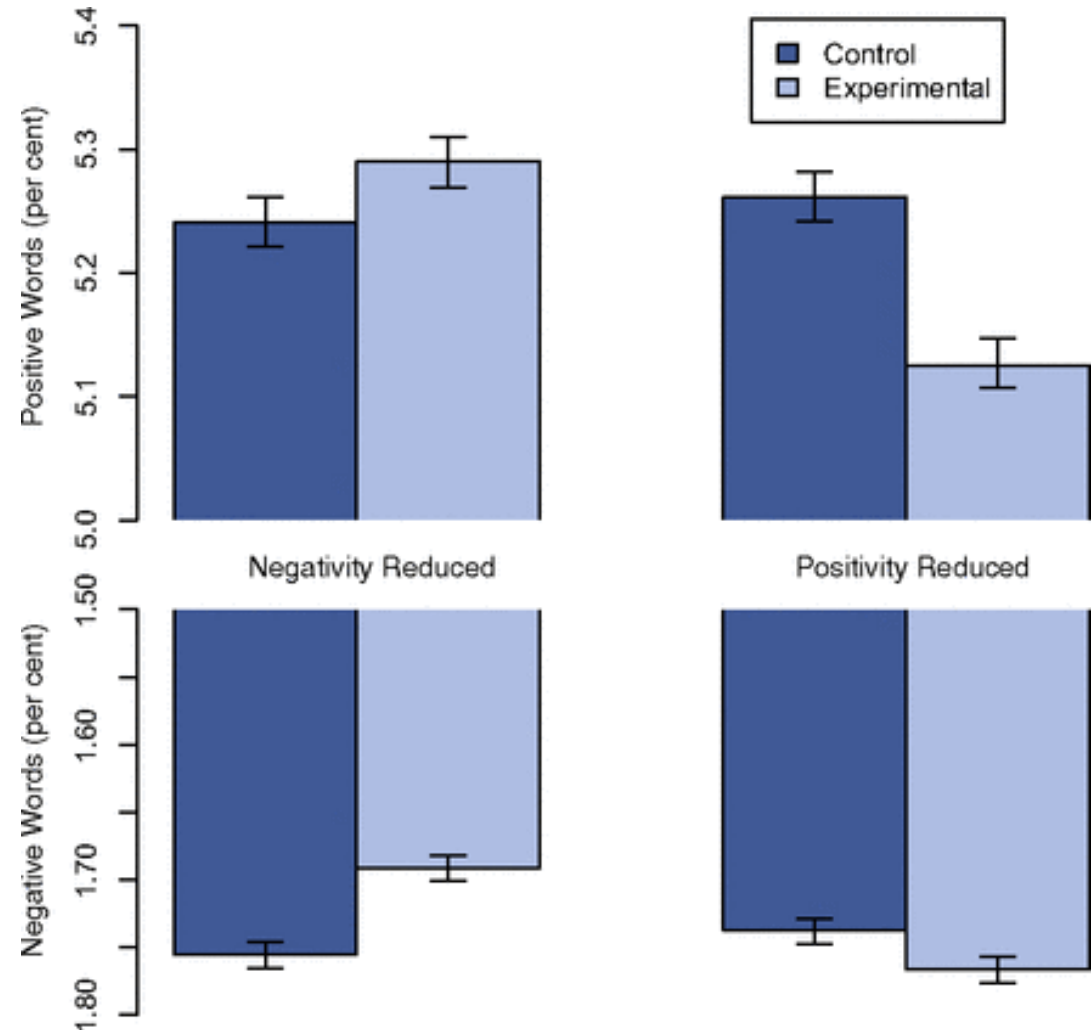 Positive Words (per cent)
5.4
5.3
5.2
5.1
5.0
Control
Experimental
Negativity Reduced
Positivity Reduced
Negative Words (per cent)
1.50
1.60
1.70
1.80